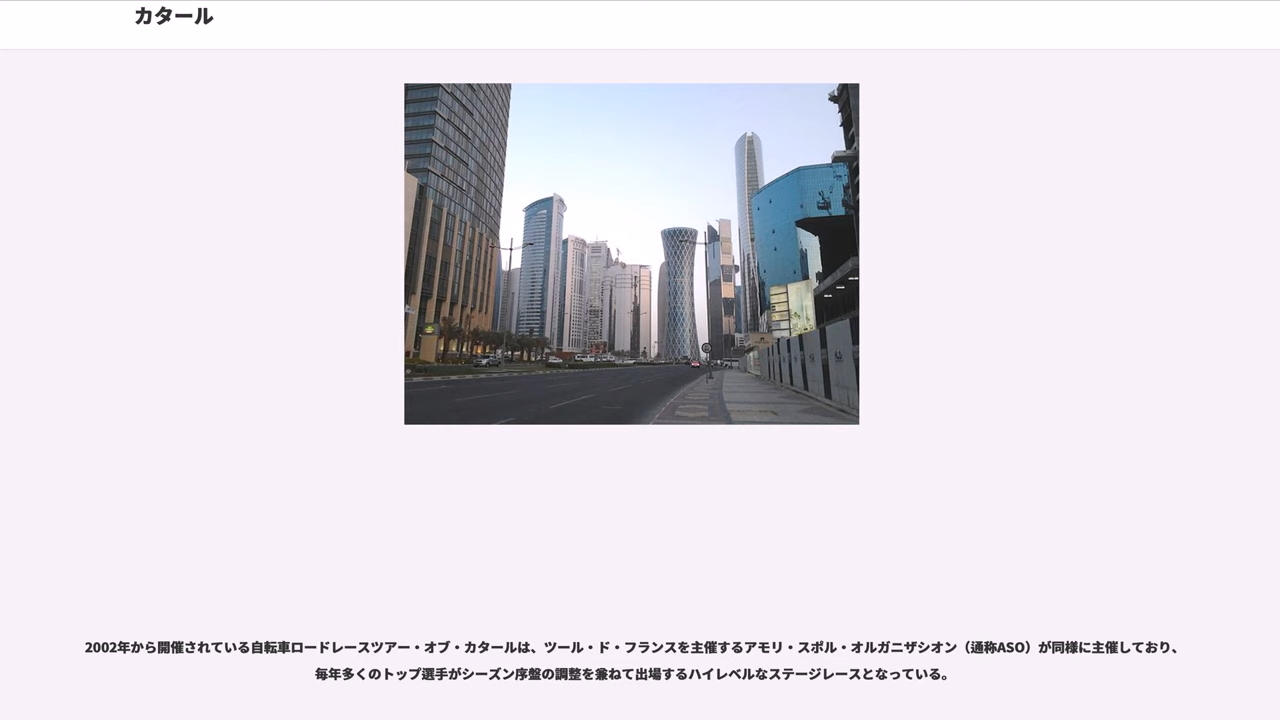 カタール
2002年から開催されている自転車ロードレースツアー・オブ・カタールは、ツール・ド・フランスを主催するアモリ・スポル・オルガニザシオン（通称ASO）が同様に主催しており、
毎年多くのトップ選手がシーズン序盤の調整を兼ねて出場するハイレベルなステージレースとなっている。